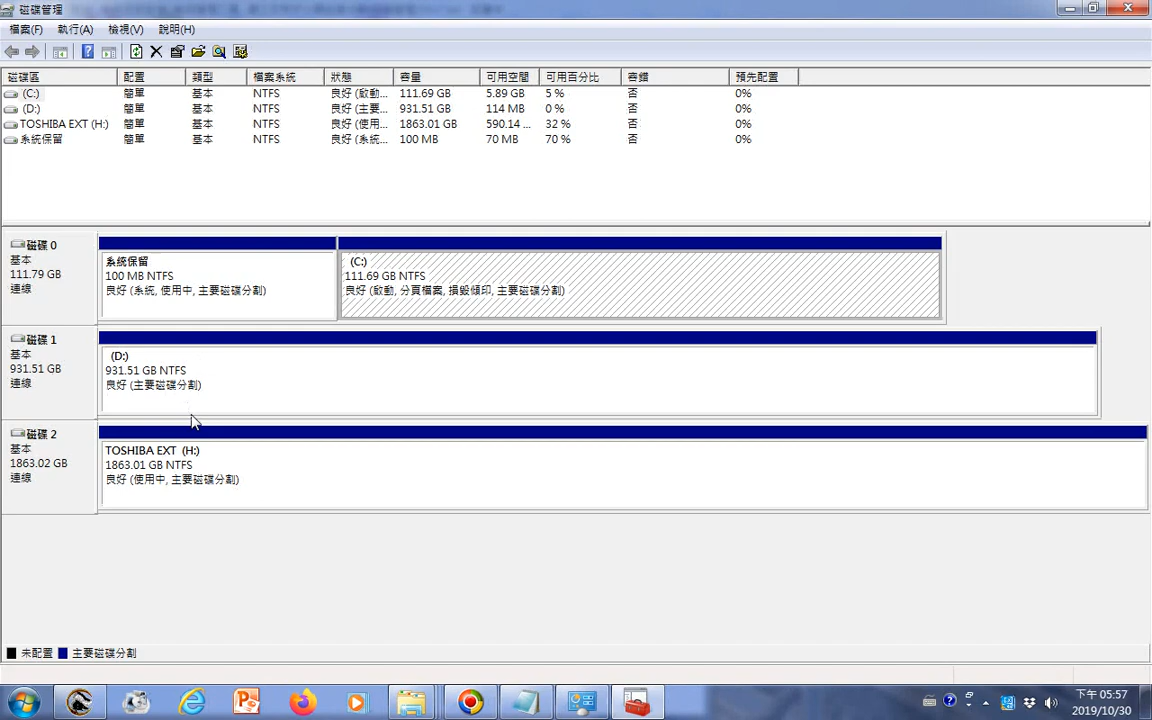 磁碟管理
檔案(F) 執行(A) 檢視(V) 說明(H)
磁碟區 配置 類型 檔案系統 狀態 容量 可用空間 可用百分比 容錯 預先配置
(C:) 簡單 基本 NTFS 良好 (啟動... 111.69 GB 5.89 GB 5 % 否 0%
(D:) 簡單 基本 NTFS 良好 (主要... 931.51 GB 114 MB 0 % 否 0%
TOSHIBA EXT (H:) 簡單 基本 NTFS 良好 (使用... 1863.01 GB 590.14 ... 32 % 否 0%
系統保留 簡單 基本 NTFS 良好 (系統... 100 MB 70 MB 70 % 否 0%
磁碟 0
基本
111.79 GB
連線
系統保留
100 MB NTFS
良好 (系統, 使用中, 主要磁碟分割)
(C:)
111.69 GB NTFS
良好 (啟動, 分頁檔案, 損毀傾印, 主要磁碟分割)
磁碟 1
基本
931.51 GB
連線
(D:)
931.51 GB NTFS
良好 (主要磁碟分割)
磁碟 2
基本
1863.02 GB
連線
TOSHIBA EXT (H:)
1863.01 GB NTFS
良好 (使用中, 主要磁碟分割)
未配置 主要磁碟分割
下午 05:57
2019/10/30